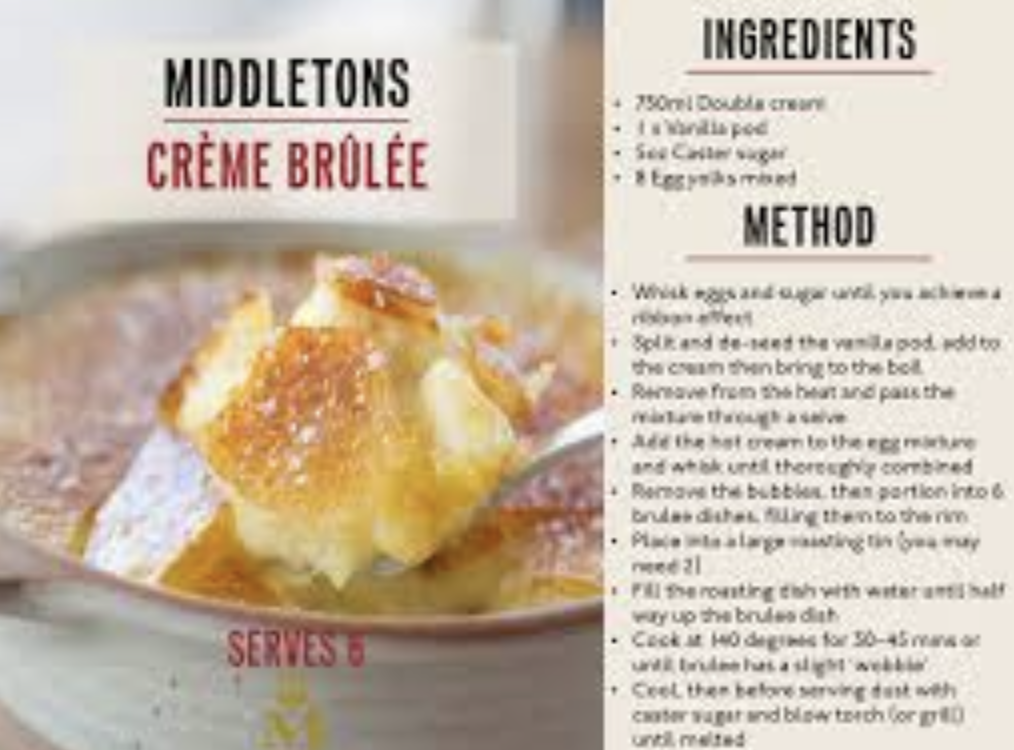 MIDDLETONS
CRÈME BRÛLÉE
SERVES 6
M
INGREDIENTS
• 750ml Double cream
• 1 x Vanilla pod
• 5oz Caster sugar
• 8 Egg yolks mixed
METHOD
• Whisk eggs and sugar until you achieve a
ribbon effect
• Split and de-seed the vanilla pod, add to
the cream then bring to the boil.
• Remove from the heat and pass the
mixture through a seive
• Add the hot cream to the egg mixture
and whisk until thoroughly combined
• Remove the bubbles, then portion into 6
brulee dishes, filling them to the rim
• Place into a large roasting tin (you may
need 2)
• Fill the roasting dish with water until half
way up the brulee dish
• Cook at 140 degrees for 30-45 mins or
until brulee has a slight 'wobble'
• Cool, then before serving dust with
caster sugar and blow torch (or grill)
until melted